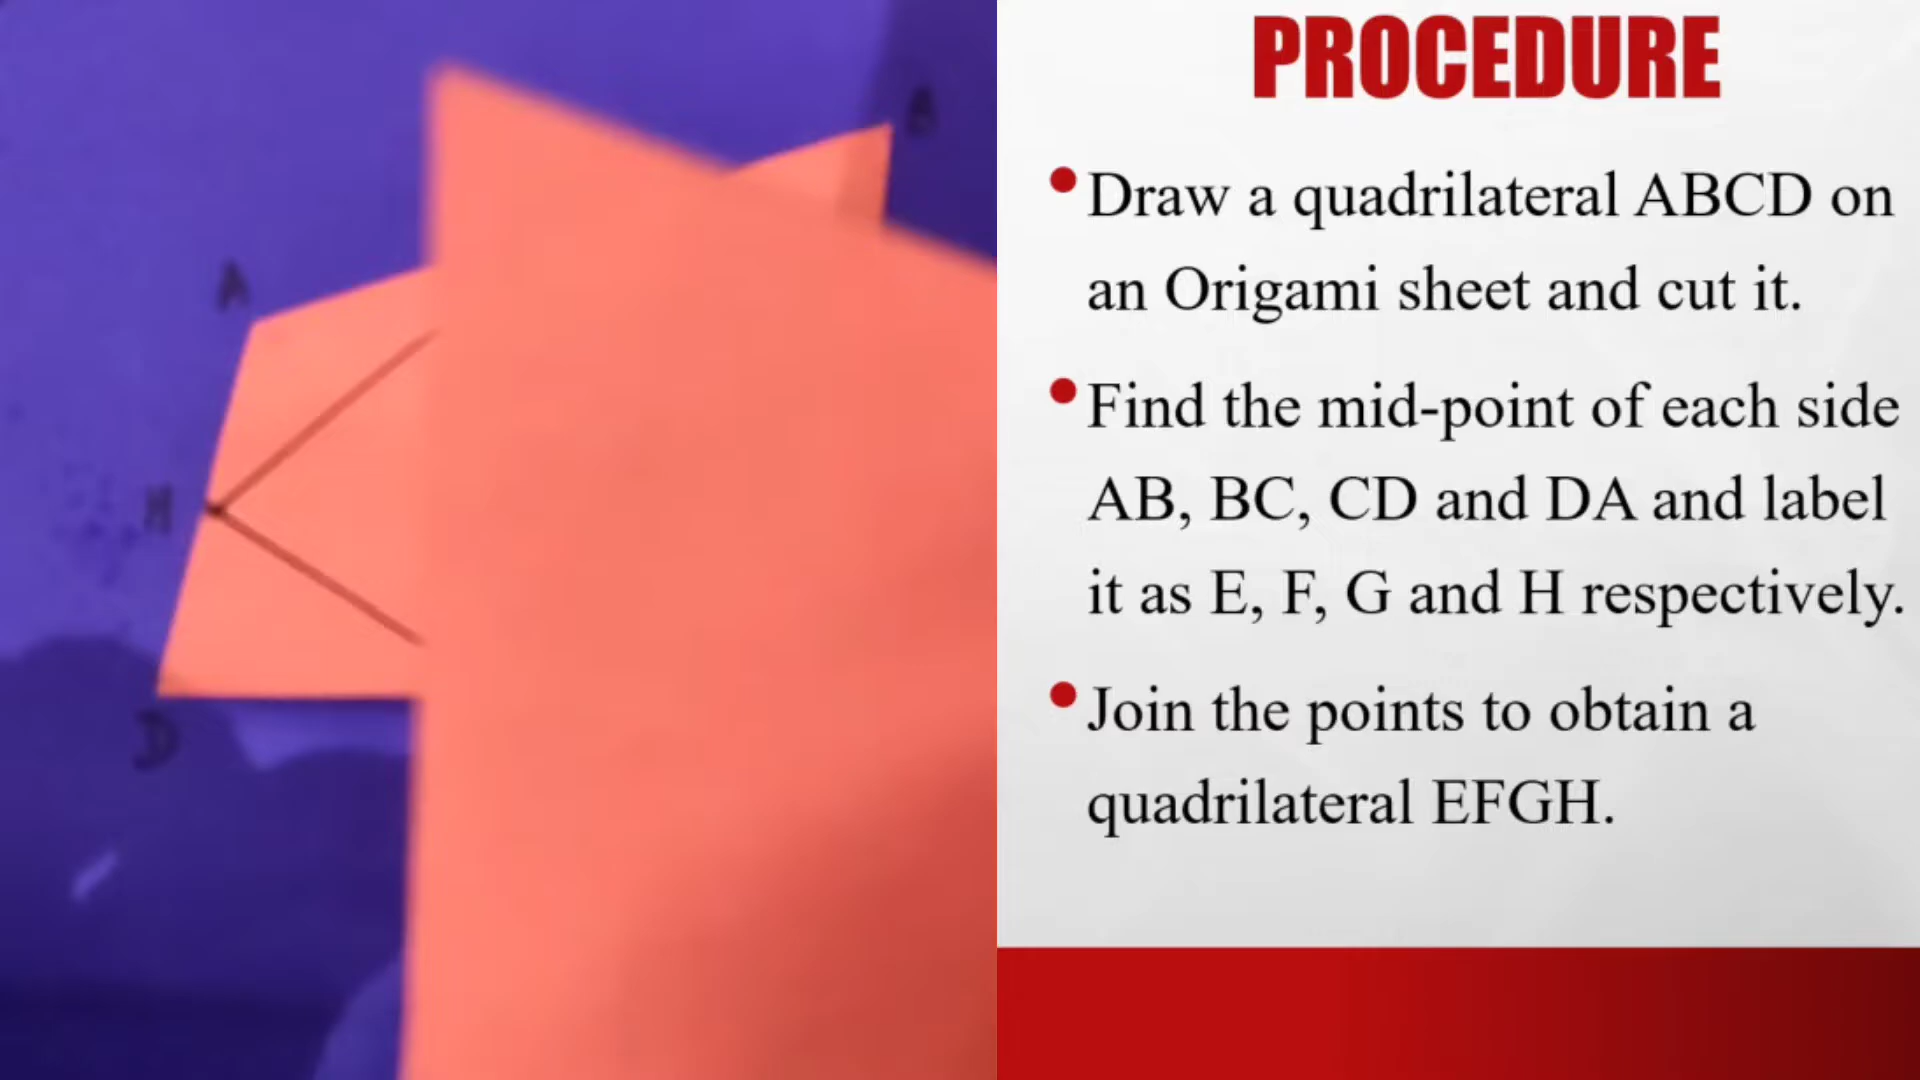 B
A
H
D
PROCEDURE
•Draw a quadrilateral ABCD on
an Origami sheet and cut it.
•Find the mid-point of each side
AB, BC, CD and DA and label
it as E, F, G and H respectively.
•Join the points to obtain a
quadrilateral EFGH.